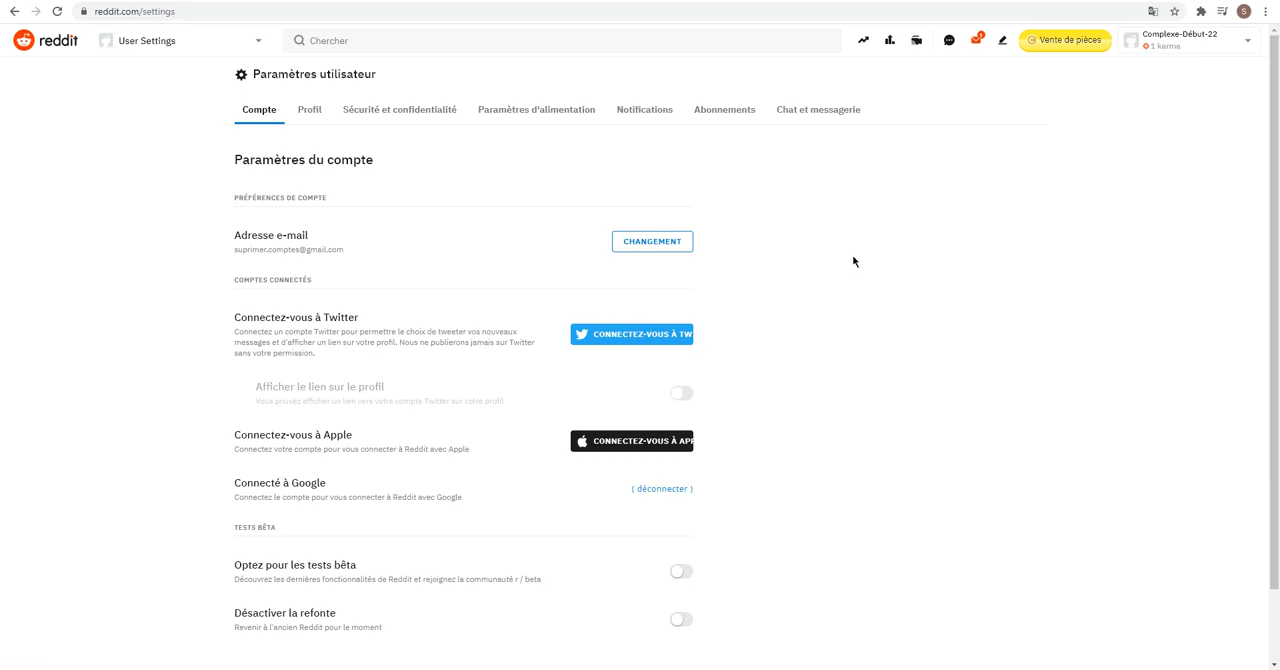 reddit.com/settings
S
reddit
User Settings
Chercher
1
Vente de pièces
Complexe-Début-22
1 karma
Paramètres utilisateur
Compte
Profil
Sécurité et confidentialité
Paramètres d'alimentation
Notifications
Abonnements
Chat et messagerie
Paramètres du compte
PRÉFÉRENCES DE COMPTE
Adresse e-mail
suprimer.comptes@gmail.com
CHANGEMENT
COMPTES CONNECTÉS
Connectez-vous à Twitter
Connectez un compte Twitter pour permettre le choix de tweeter vos nouveaux
messages et d'afficher un lien sur votre profil. Nous ne publierons jamais sur Twitter
sans votre permission.
CONNECTEZ-VOUS À TW
Afficher le lien sur le profil
Vous pouvez afficher un lien vers votre compte Twitter sur votre profil
Connectez-vous à Apple
Connectez votre compte pour vous connecter à Reddit avec Apple
CONNECTEZ-VOUS À APP
Connecté à Google
Connectez le compte pour vous connecter à Reddit avec Google
( déconnecter )
TESTS BÊTA
Optez pour les tests bêta
Découvrez les dernières fonctionnalités de Reddit et rejoignez la communauté r / beta
Désactiver la refonte
Revenir à l'ancien Reddit pour le moment